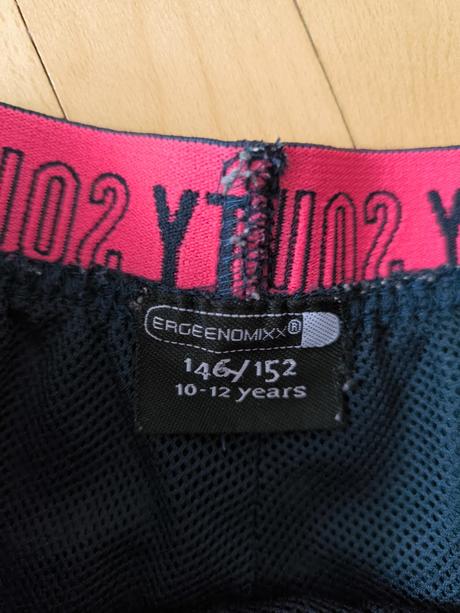 ERGEENOMIXX®
146/152
10-12 years